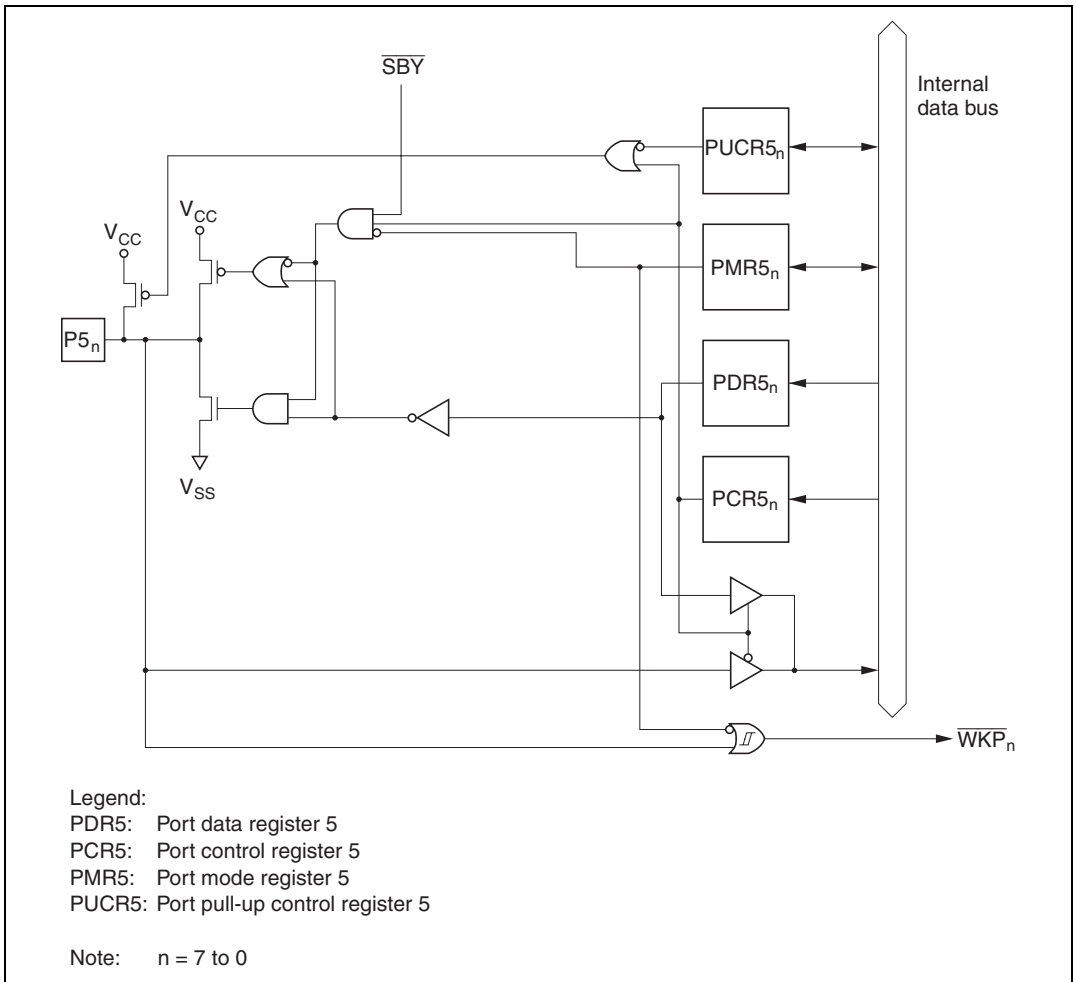 SBY
Internal
data bus
PUCR5n
VCC
VCC
PMR5n
P5n
PDR5n
VSS
PCR5n
WKPn
Legend:
PDR5: Port data register 5
PCR5: Port control register 5
PMR5: Port mode register 5
PUCR5: Port pull-up control register 5
Note: n = 7 to 0